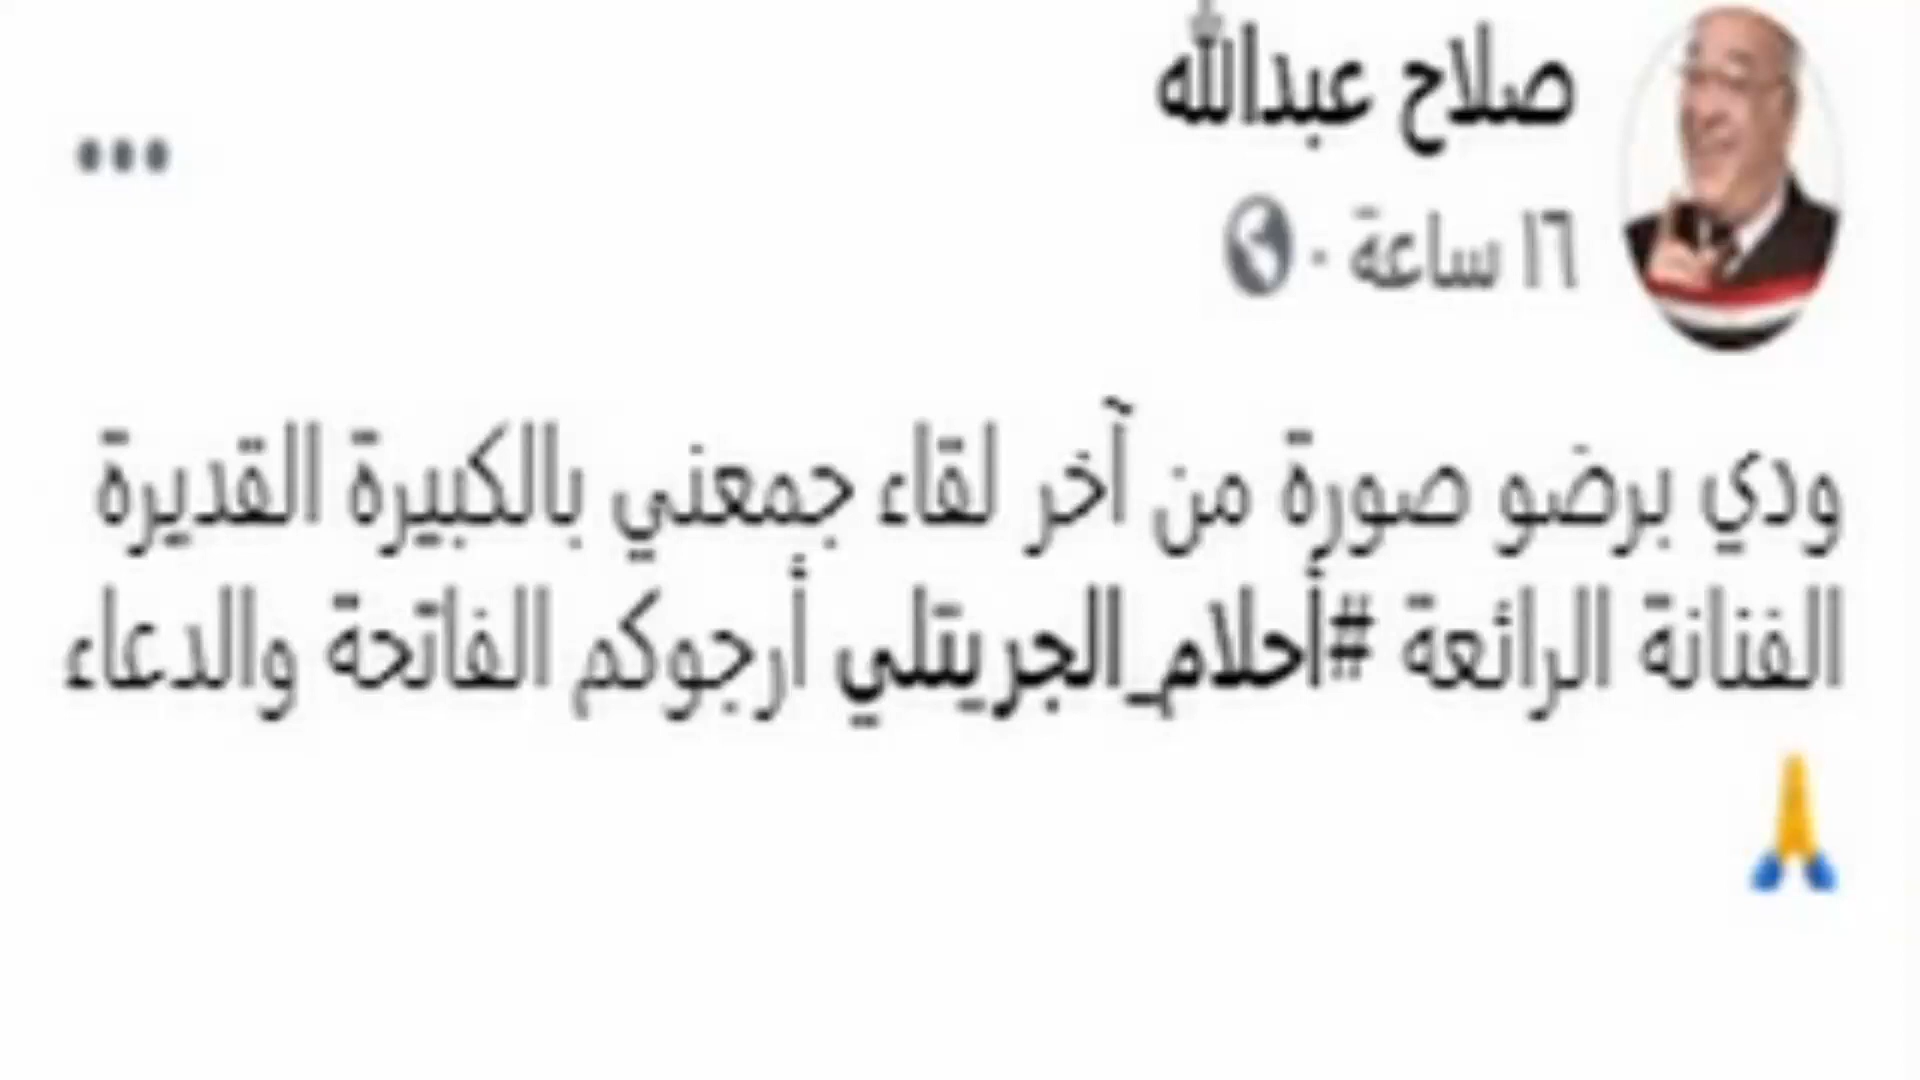 صلاح عبدالله
١٦ ساعة ·
ودي برضو صورة من آخر لقاء جمعني بالكبيرة القديرة
الفنانة الرائعة #أحلام_الجريتلي أرجوكم الفاتحة والدعاء
🙏